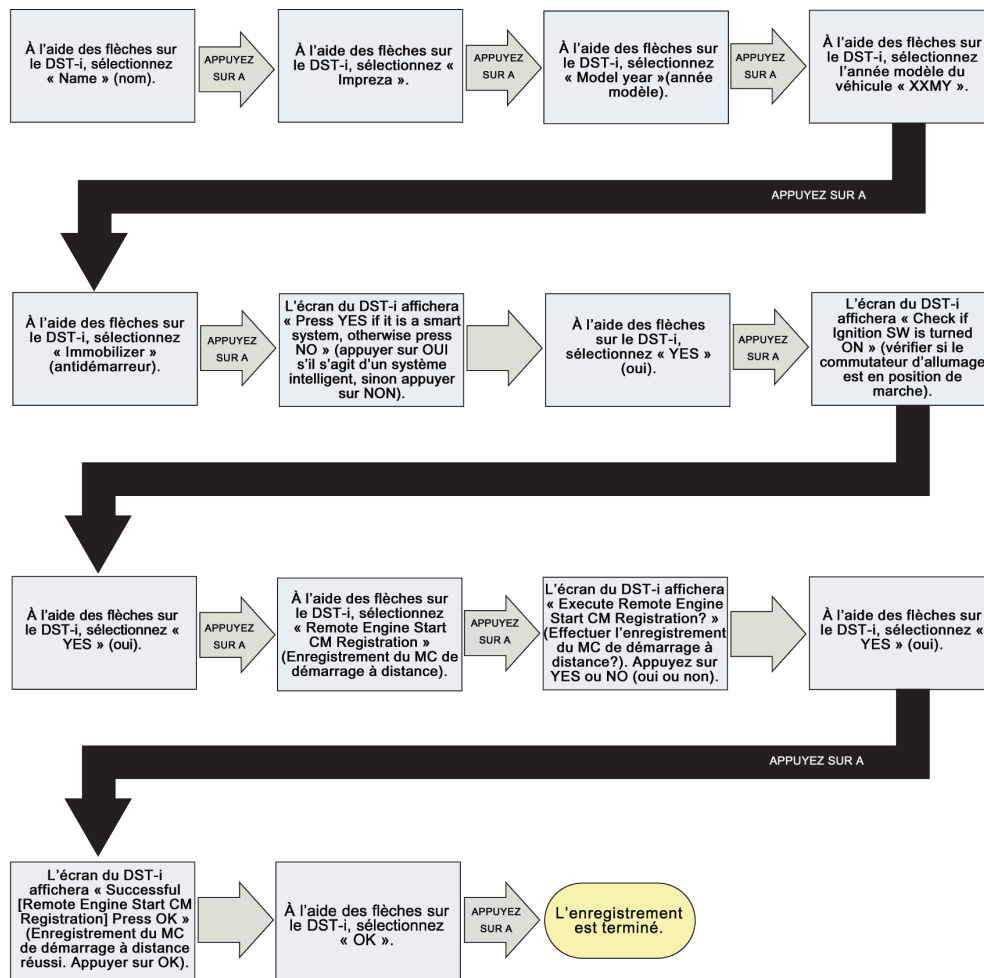 À l'aide des flèches sur
le DST-i, sélectionnez
« Name » (nom).
APPUYEZ
SUR A
À l'aide des flèches sur
le DST-i, sélectionnez
« Impreza ».
APPUYEZ
SUR A
À l'aide des flèches sur
le DST-i, sélectionnez
« Model year »(année
modèle).
APPUYEZ
SUR A
À l'aide des flèches sur
le DST-i, sélectionnez
l'année modèle du
véhicule « XXMY ».
APPUYEZ SUR A
À l'aide des flèches sur
le DST-i, sélectionnez
« Immobilizer »
(antidémarreur).
APPUYEZ
SUR A
L'écran du DST-i affichera
« Press YES if it is a smart
system, otherwise press
NO » (appuyer sur OUI
s'il s'agit d'un système
intelligent, sinon appuyer
sur NON).
À l'aide des flèches
sur le DST-i,
sélectionnez « YES »
(oui).
APPUYEZ
SUR A
L'écran du DST-i
affichera « Check if
Ignition SW is turned
ON » (vérifier si le
commutateur d'allumage
est en position de
marche).
À l'aide des flèches sur
le DST-i, sélectionnez «
YES » (oui).
APPUYEZ
SUR A
À l'aide des flèches sur
le DST-i, sélectionnez
« Remote Engine
Start CM Registration »
(Enregistrement du MC de
démarrage à distance).
APPUYEZ
SUR A
L'écran du DST-i affichera
« Execute Remote Engine
Start CM Registration? »
(Effectuer l'enregistrement
du MC de démarrage à
distance?). Appuyez sur
YES ou NO (oui ou non).
À l'aide des flèches sur
le DST-i, sélectionnez «
YES » (oui).
APPUYEZ SUR A
L'écran du DST-i
affichera « Successful
[Remote Engine Start CM
Registration] Press OK »
(Enregistrement du MC
de démarrage à distance
réussi. Appuyer sur OK).
À l'aide des flèches sur
le DST-i, sélectionnez
« OK ».
APPUYEZ
SUR A
L'enregistrement
est terminé.